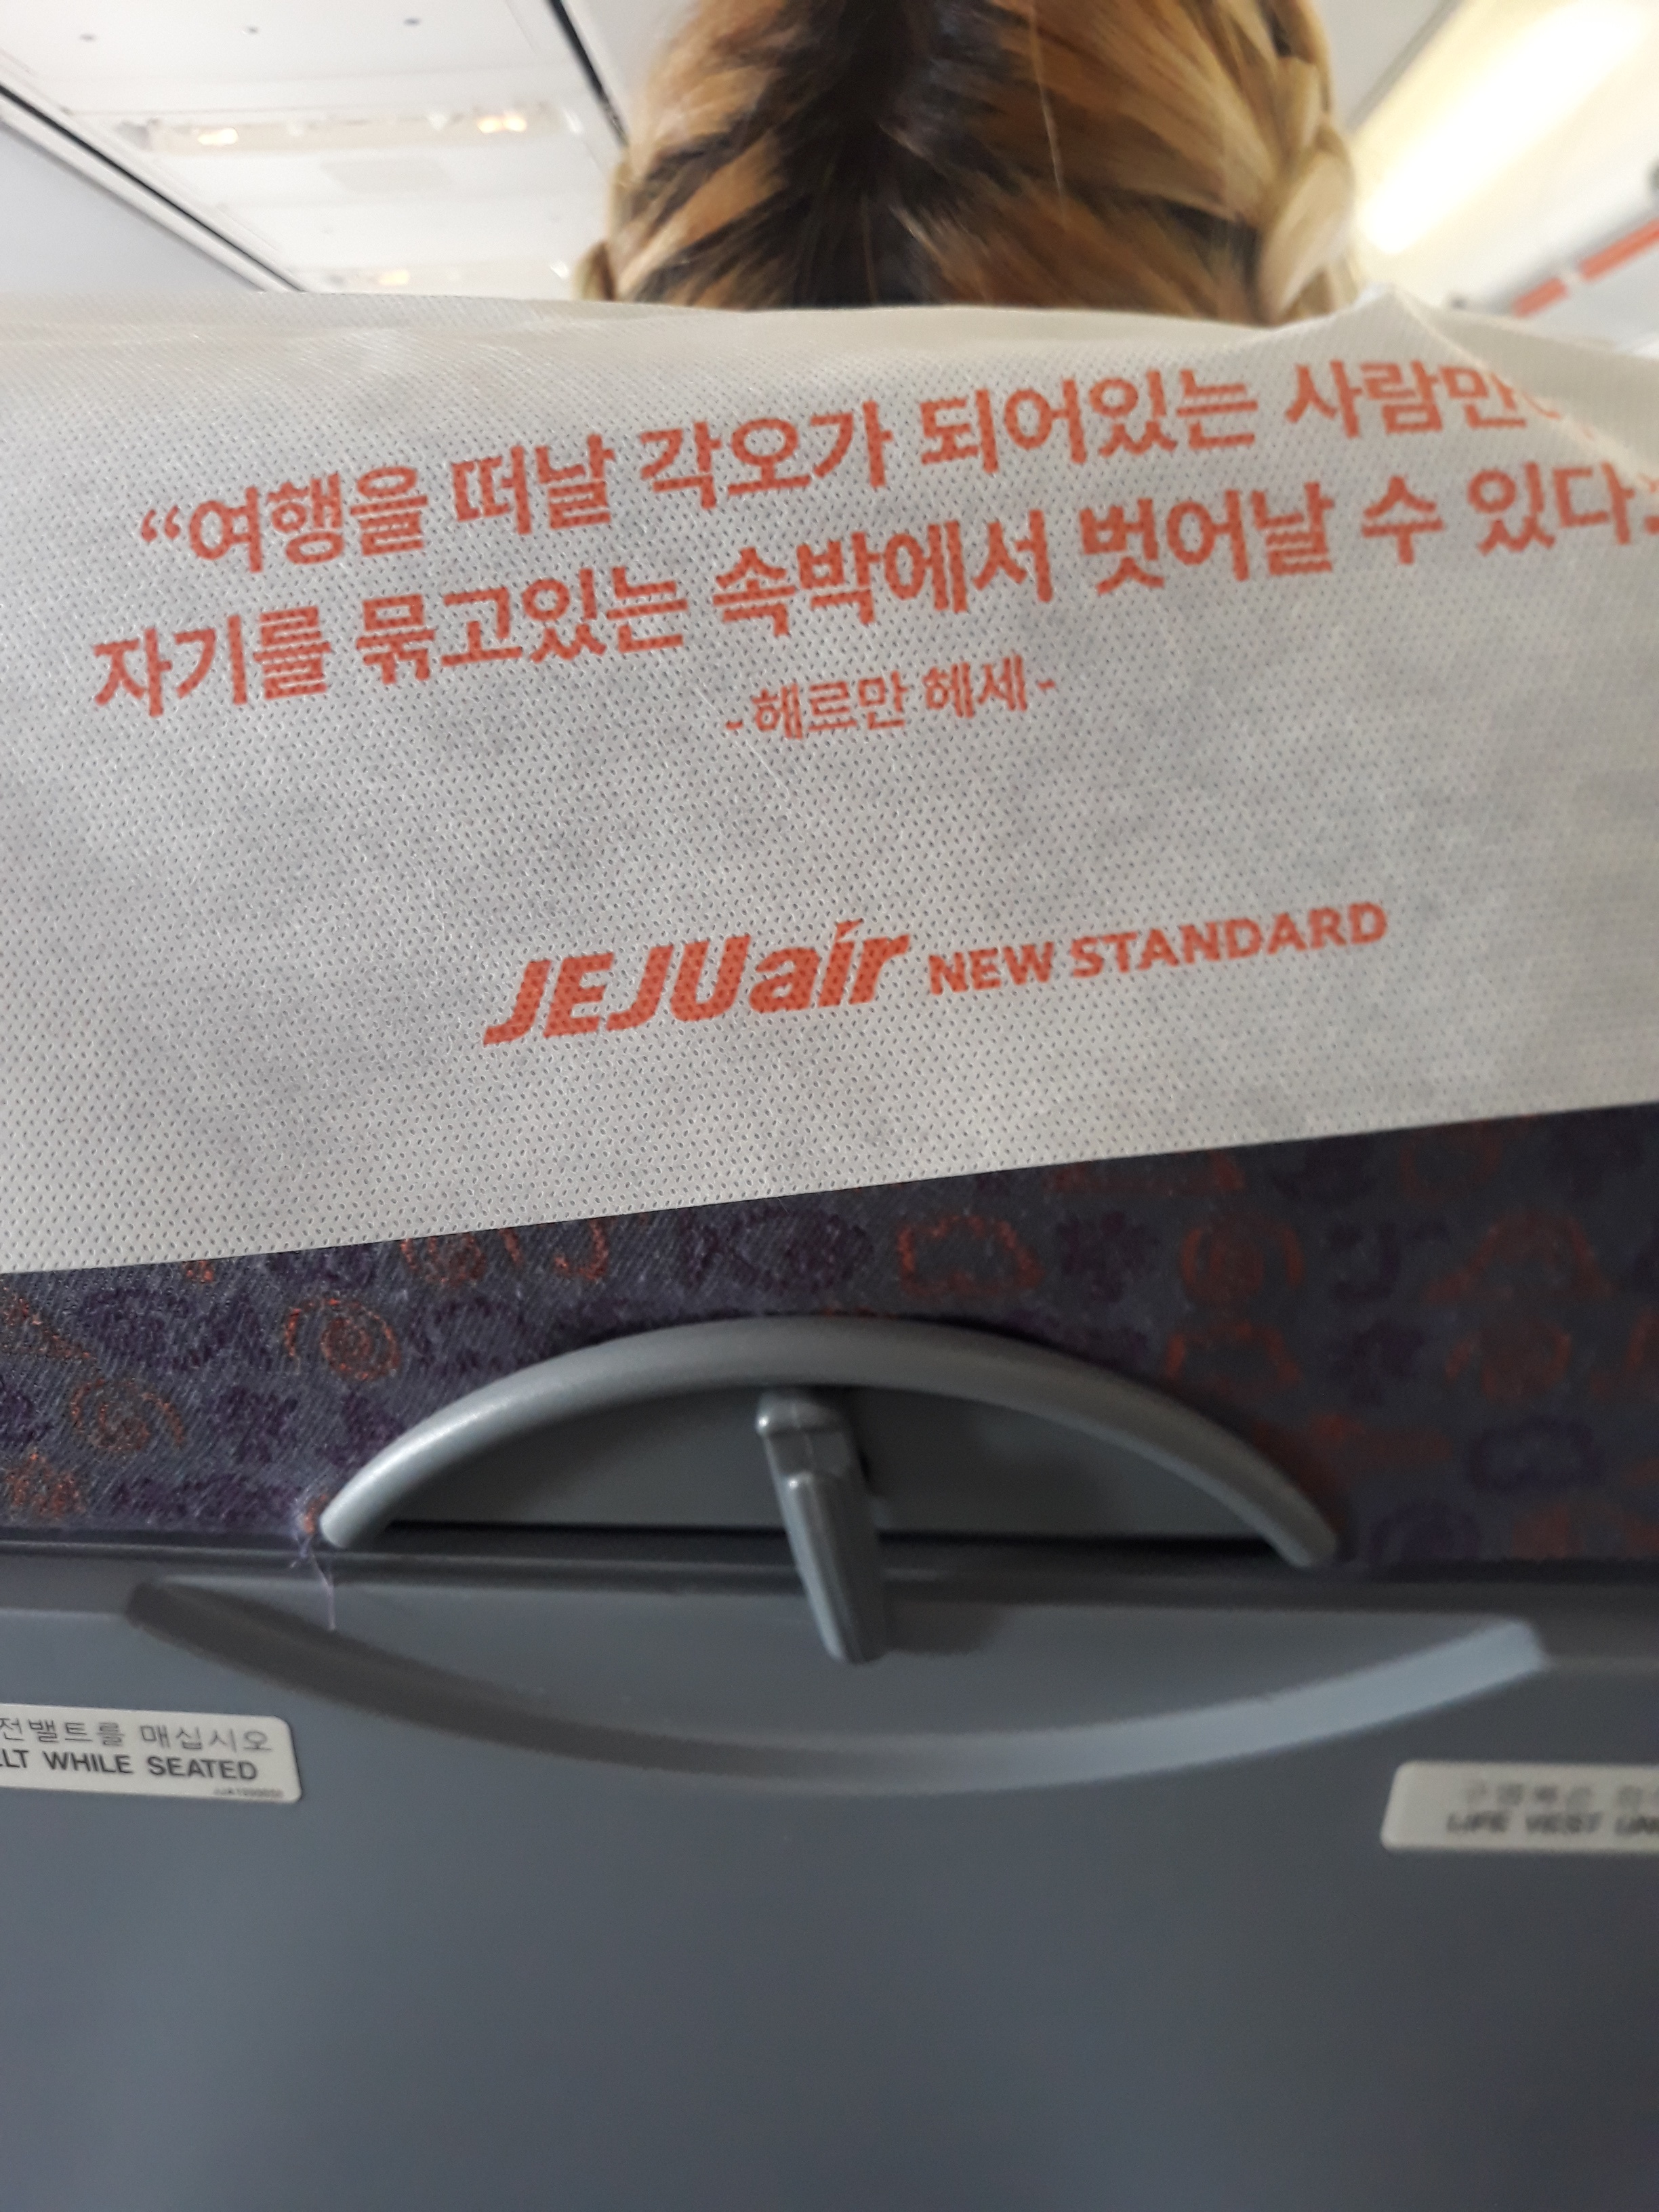 “여행을 떠날 각오가 되어있는 사람만
자기를 묶고있는 속박에서 벗어날 수 있다.
-헤르만 헤세-
JEJUair NEW STANDARD
전밸트를 매십시오
LT WHILE SEATED
LIFE VEST UN